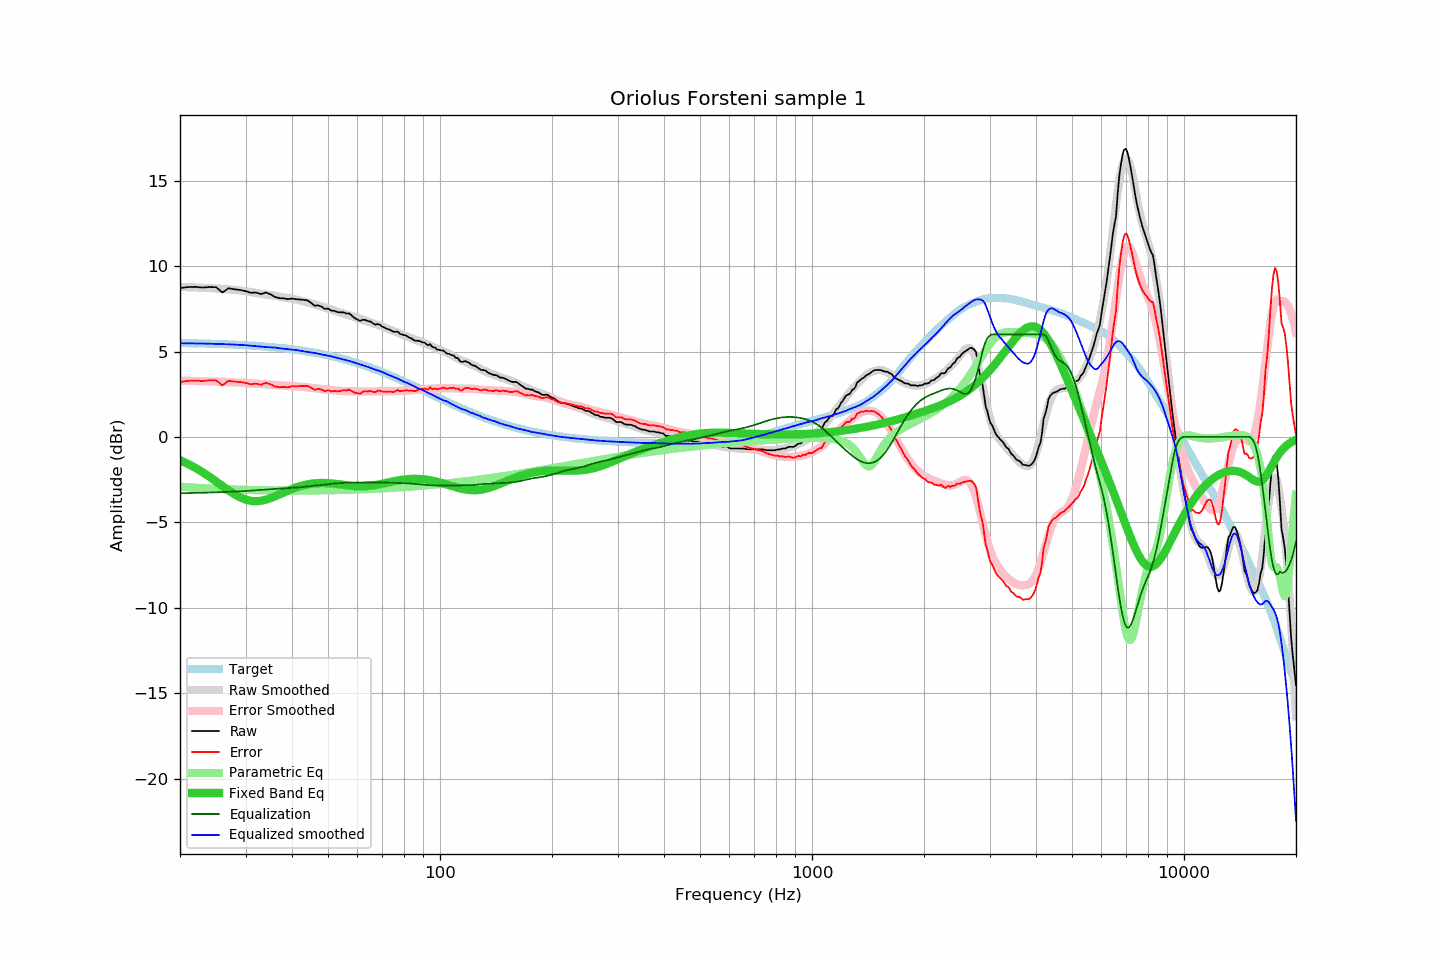 Oriolus Forsteni sample 1
Amplitude (dBr)
15
10
5
0
−5
−10
−15
−20
Target
Raw Smoothed
Error Smoothed
Raw
Error
Parametric Eq
Fixed Band Eq
Equalization
Equalized smoothed
100
1000
10000
Frequency (Hz)